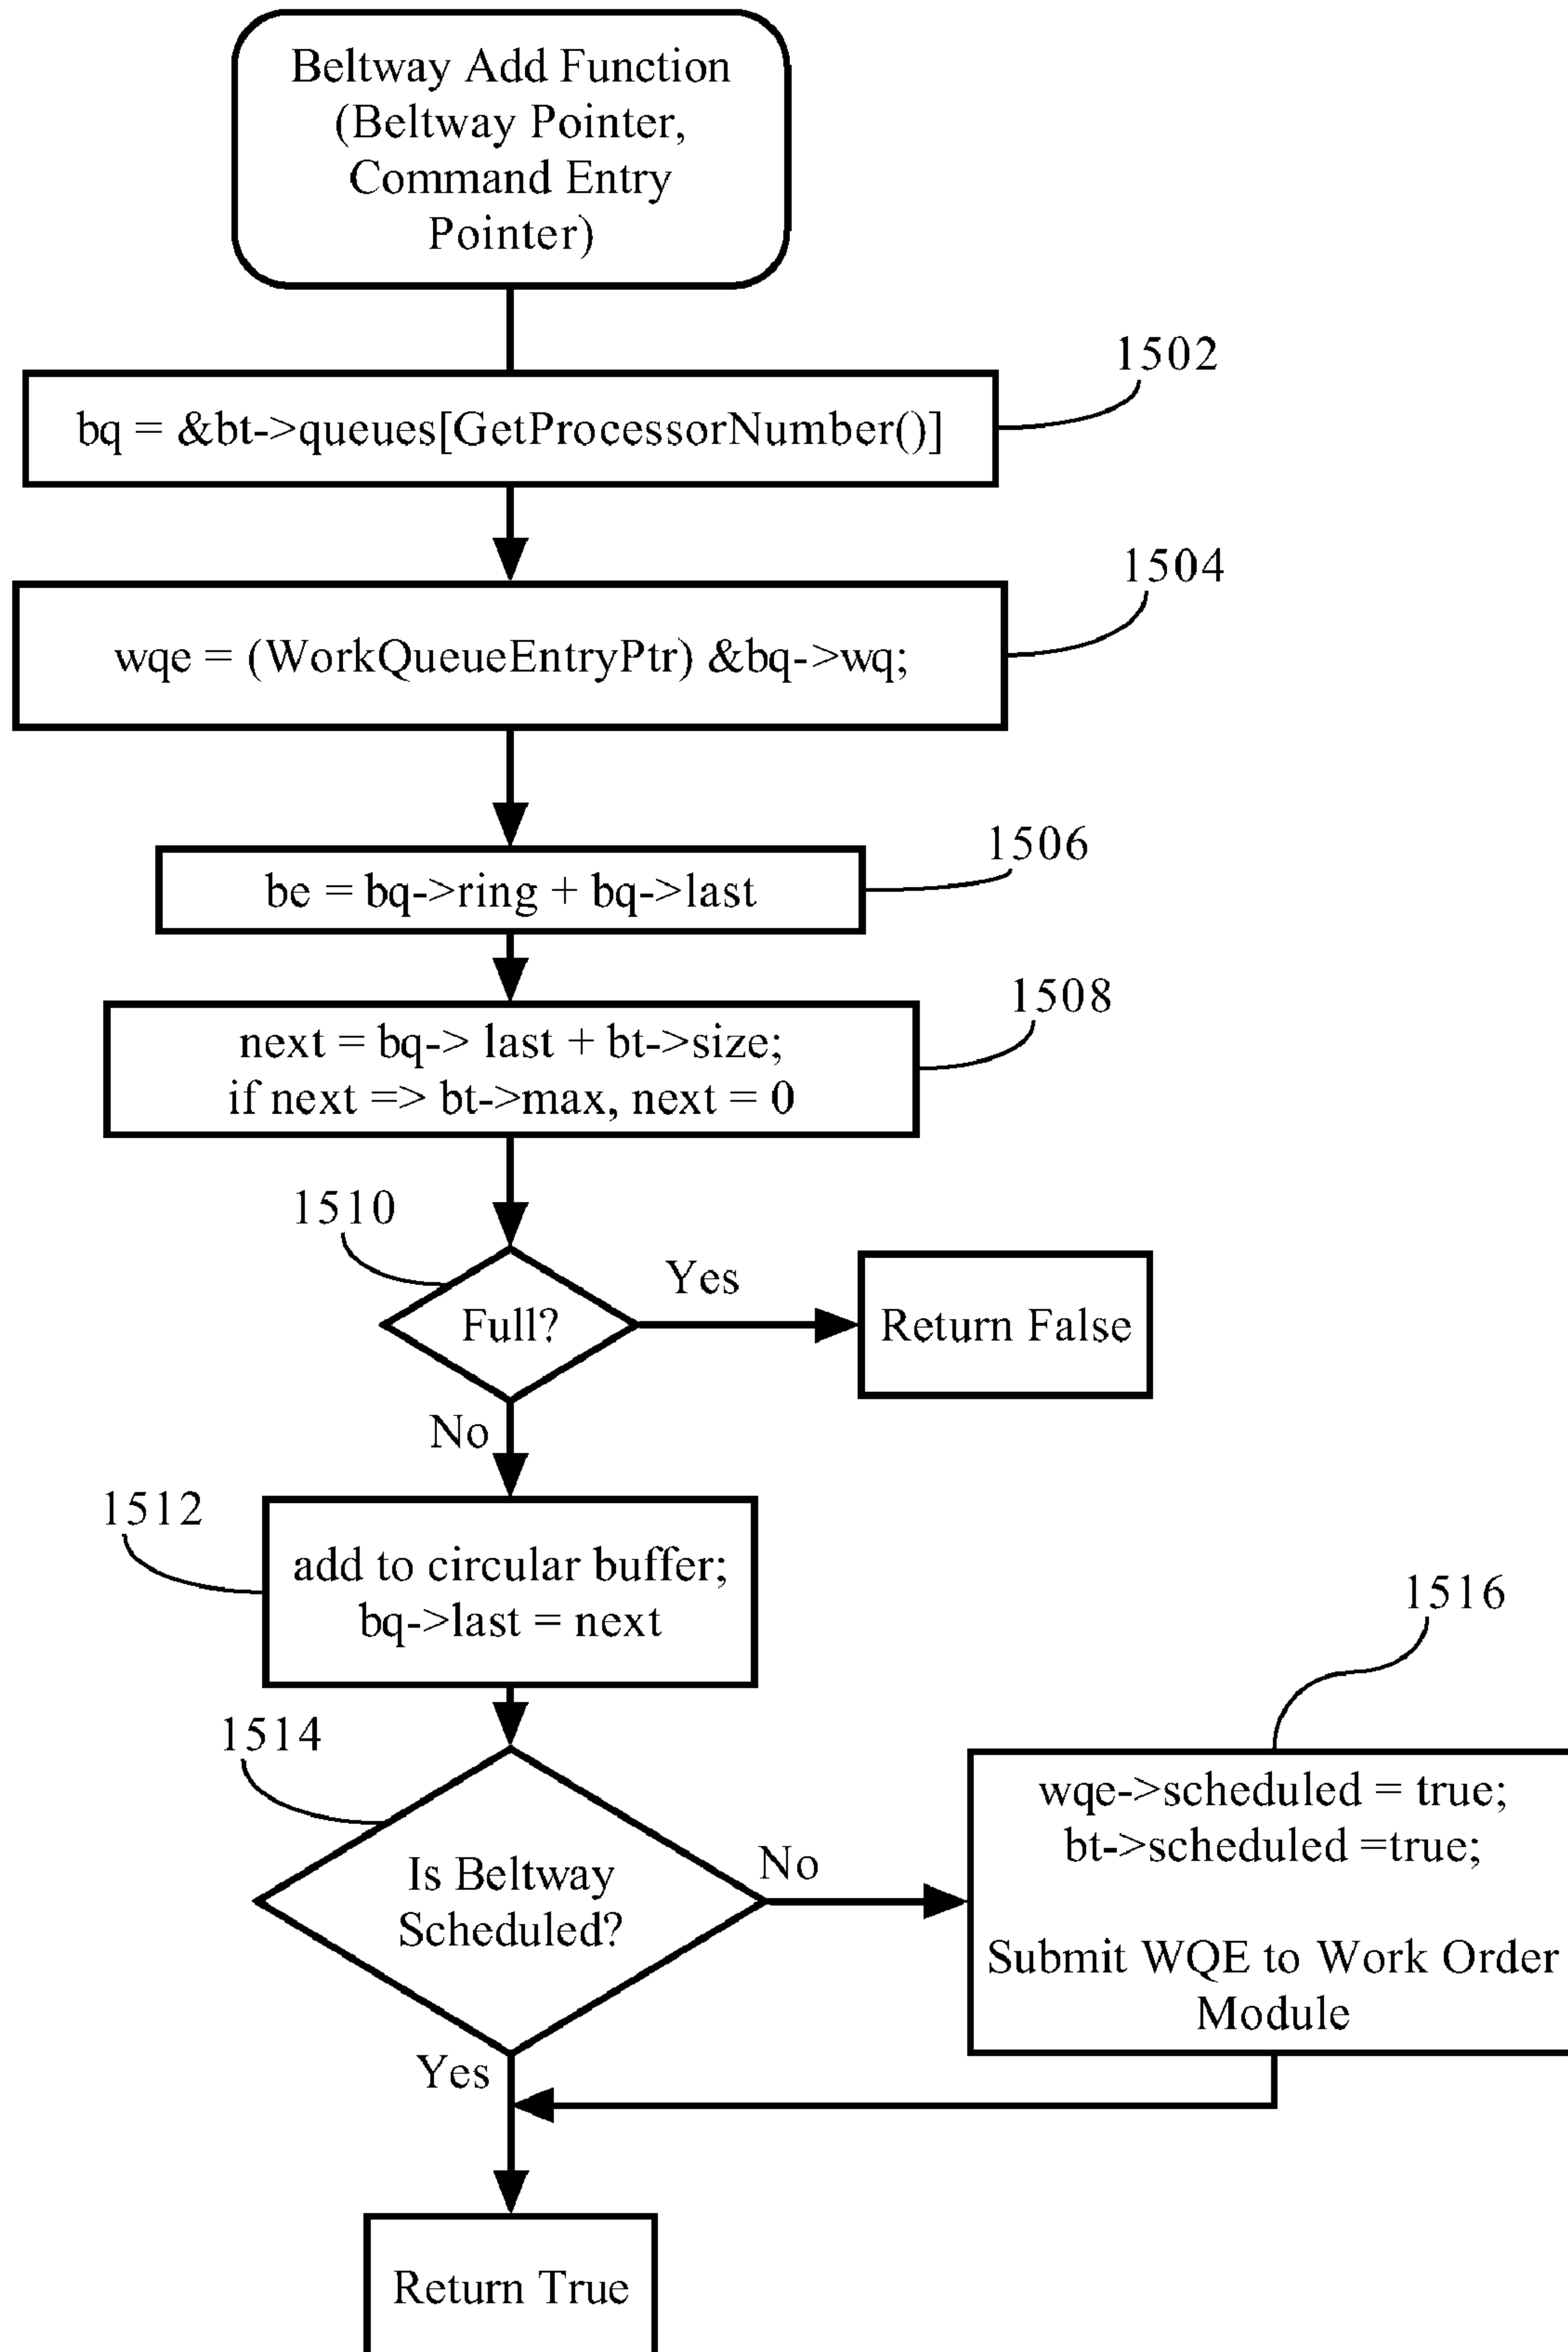 Beltway Add Function
(Beltway Pointer,
Command Entry
Pointer)
1502
bq = &bt->queues[GetProcessorNumber()]
1504
wqe = (WorkQueueEntryPtr) &bq->wq;
1506
be = bq->ring + bq->last
1508
next = bq-> last + bt->size;
if next => bt->max, next = 0
1510
Full?
Yes
Return False
No
1512
add to circular buffer;
bq->last = next
1514
Is Beltway
Scheduled?
No
1516
wqe->scheduled = true;
bt->scheduled =true;
Submit WQE to Work Order
Module
Yes
Return True